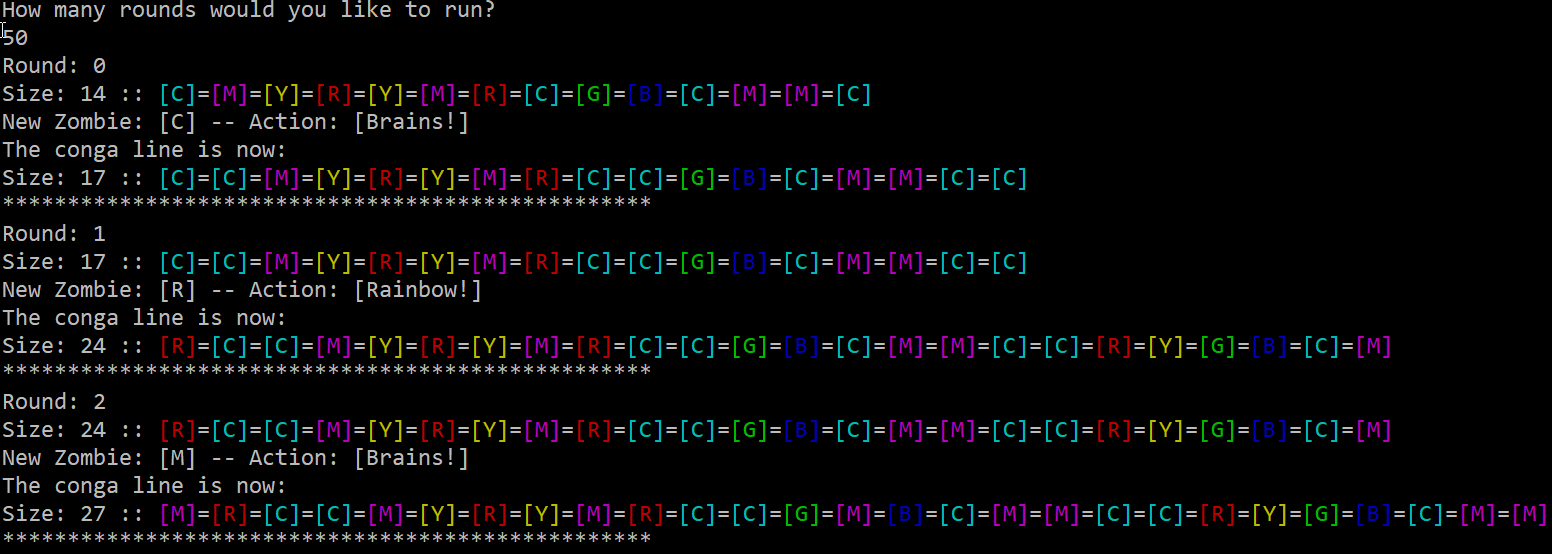 How many rounds would you like to run?
50
Round: 0
Size: 14 :: [C]=[M]=[Y]=[R]=[Y]=[M]=[R]=[C]=[G]=[B]=[C]=[M]=[M]=[C]
New Zombie: [C] -- Action: [Brains!]
The conga line is now:
Size: 17 :: [C]=[C]=[M]=[Y]=[R]=[Y]=[M]=[R]=[C]=[C]=[G]=[B]=[C]=[M]=[M]=[C]=[C]
**************************************************
Round: 1
Size: 17 :: [C]=[C]=[M]=[Y]=[R]=[Y]=[M]=[R]=[C]=[C]=[G]=[B]=[C]=[M]=[M]=[C]=[C]
New Zombie: [R] -- Action: [Rainbow!]
The conga line is now:
Size: 24 :: [R]=[C]=[C]=[M]=[Y]=[R]=[Y]=[M]=[R]=[C]=[C]=[G]=[B]=[C]=[M]=[M]=[C]=[C]=[R]=[Y]=[G]=[B]=[C]=[M]
**************************************************
Round: 2
Size: 24 :: [R]=[C]=[C]=[M]=[Y]=[R]=[Y]=[M]=[R]=[C]=[C]=[G]=[B]=[C]=[M]=[M]=[C]=[C]=[R]=[Y]=[G]=[B]=[C]=[M]
New Zombie: [M] -- Action: [Brains!]
The conga line is now:
Size: 27 :: [M]=[R]=[C]=[C]=[M]=[Y]=[R]=[Y]=[M]=[R]=[C]=[C]=[G]=[M]=[B]=[C]=[M]=[M]=[C]=[C]=[R]=[Y]=[G]=[B]=[C]=[M]=[M]
**************************************************